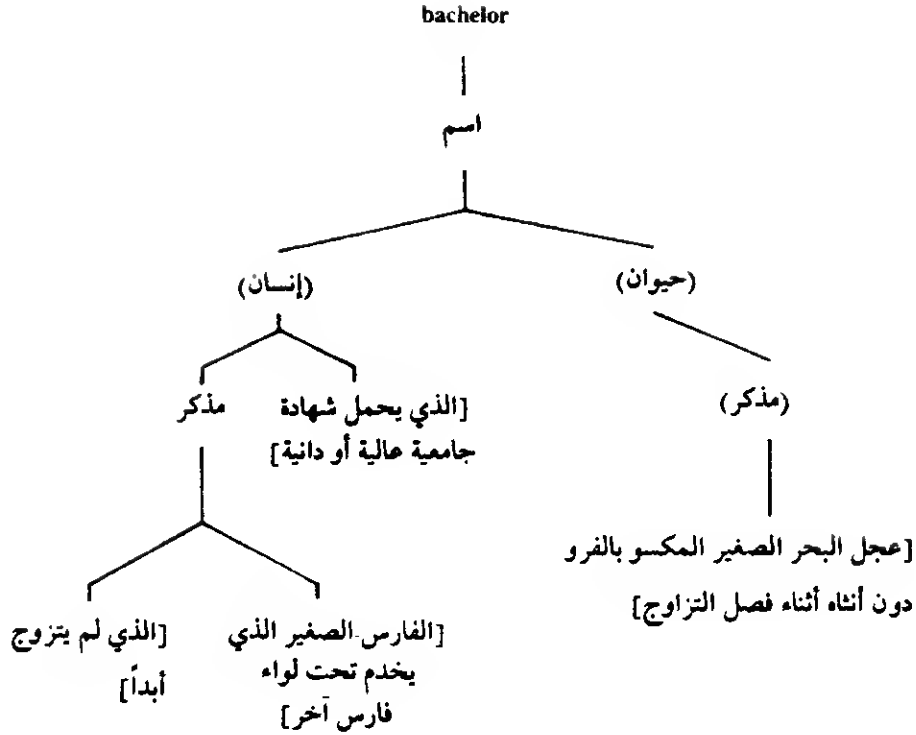 bachelor
اسم
(إنسان)
(حيوان)
مذكر
[الذي يحمل شهادة
جامعية عالية أو دانية]
(مذكر)
[عجل البحر الصغير المكسو بالفرو
دون أنثاه أثناء فصل التزاوج]
[الذي لم يتزوج
أبداً]
[الفارس الصغير الذي
يخدم تحت لواء
فارس آخر]